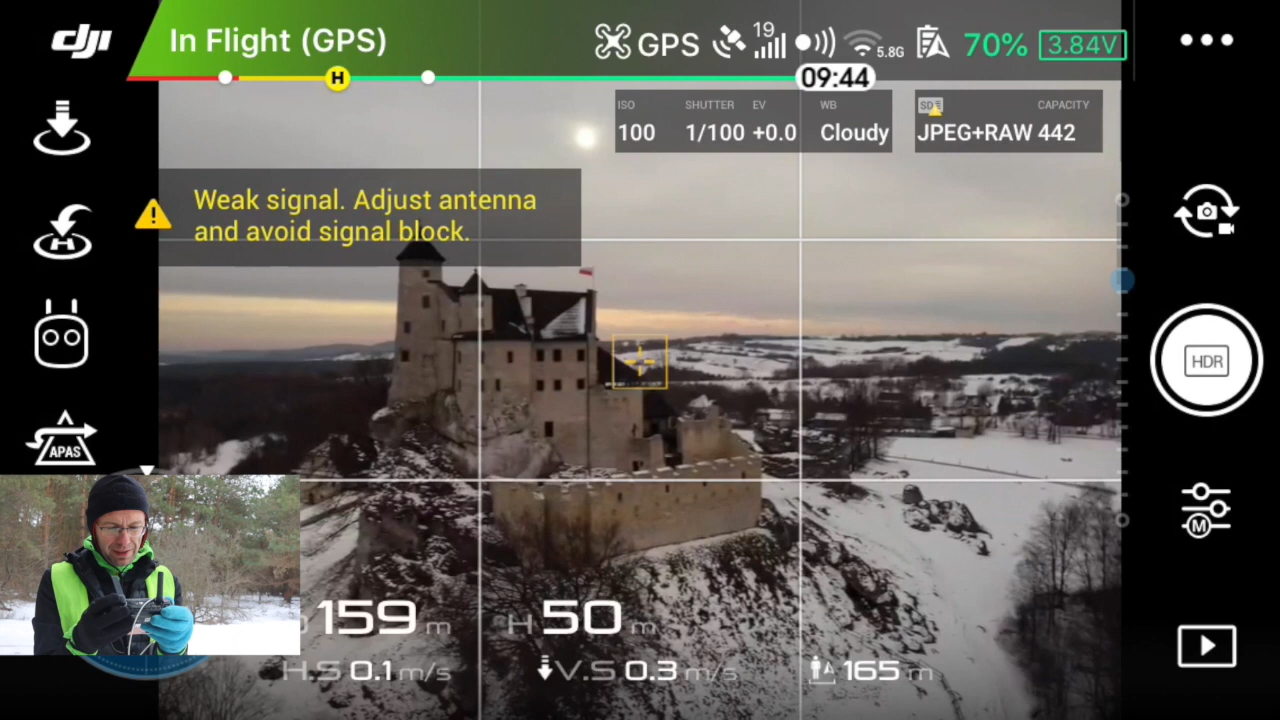 dji
In Flight (GPS)
GPS
19
5.8G
70%
3.84V
H
09:44
ISO
SHUTTER
EV
WB
SD
CAPACITY
100
1/100
+0.0
Cloudy
JPEG+RAW
442
Weak signal. Adjust antenna
and avoid signal block.
H
HDR
APAS
M
159 m
H 50 m
H.S 0.1 m/s
V.S 0.3 m/s
165 m